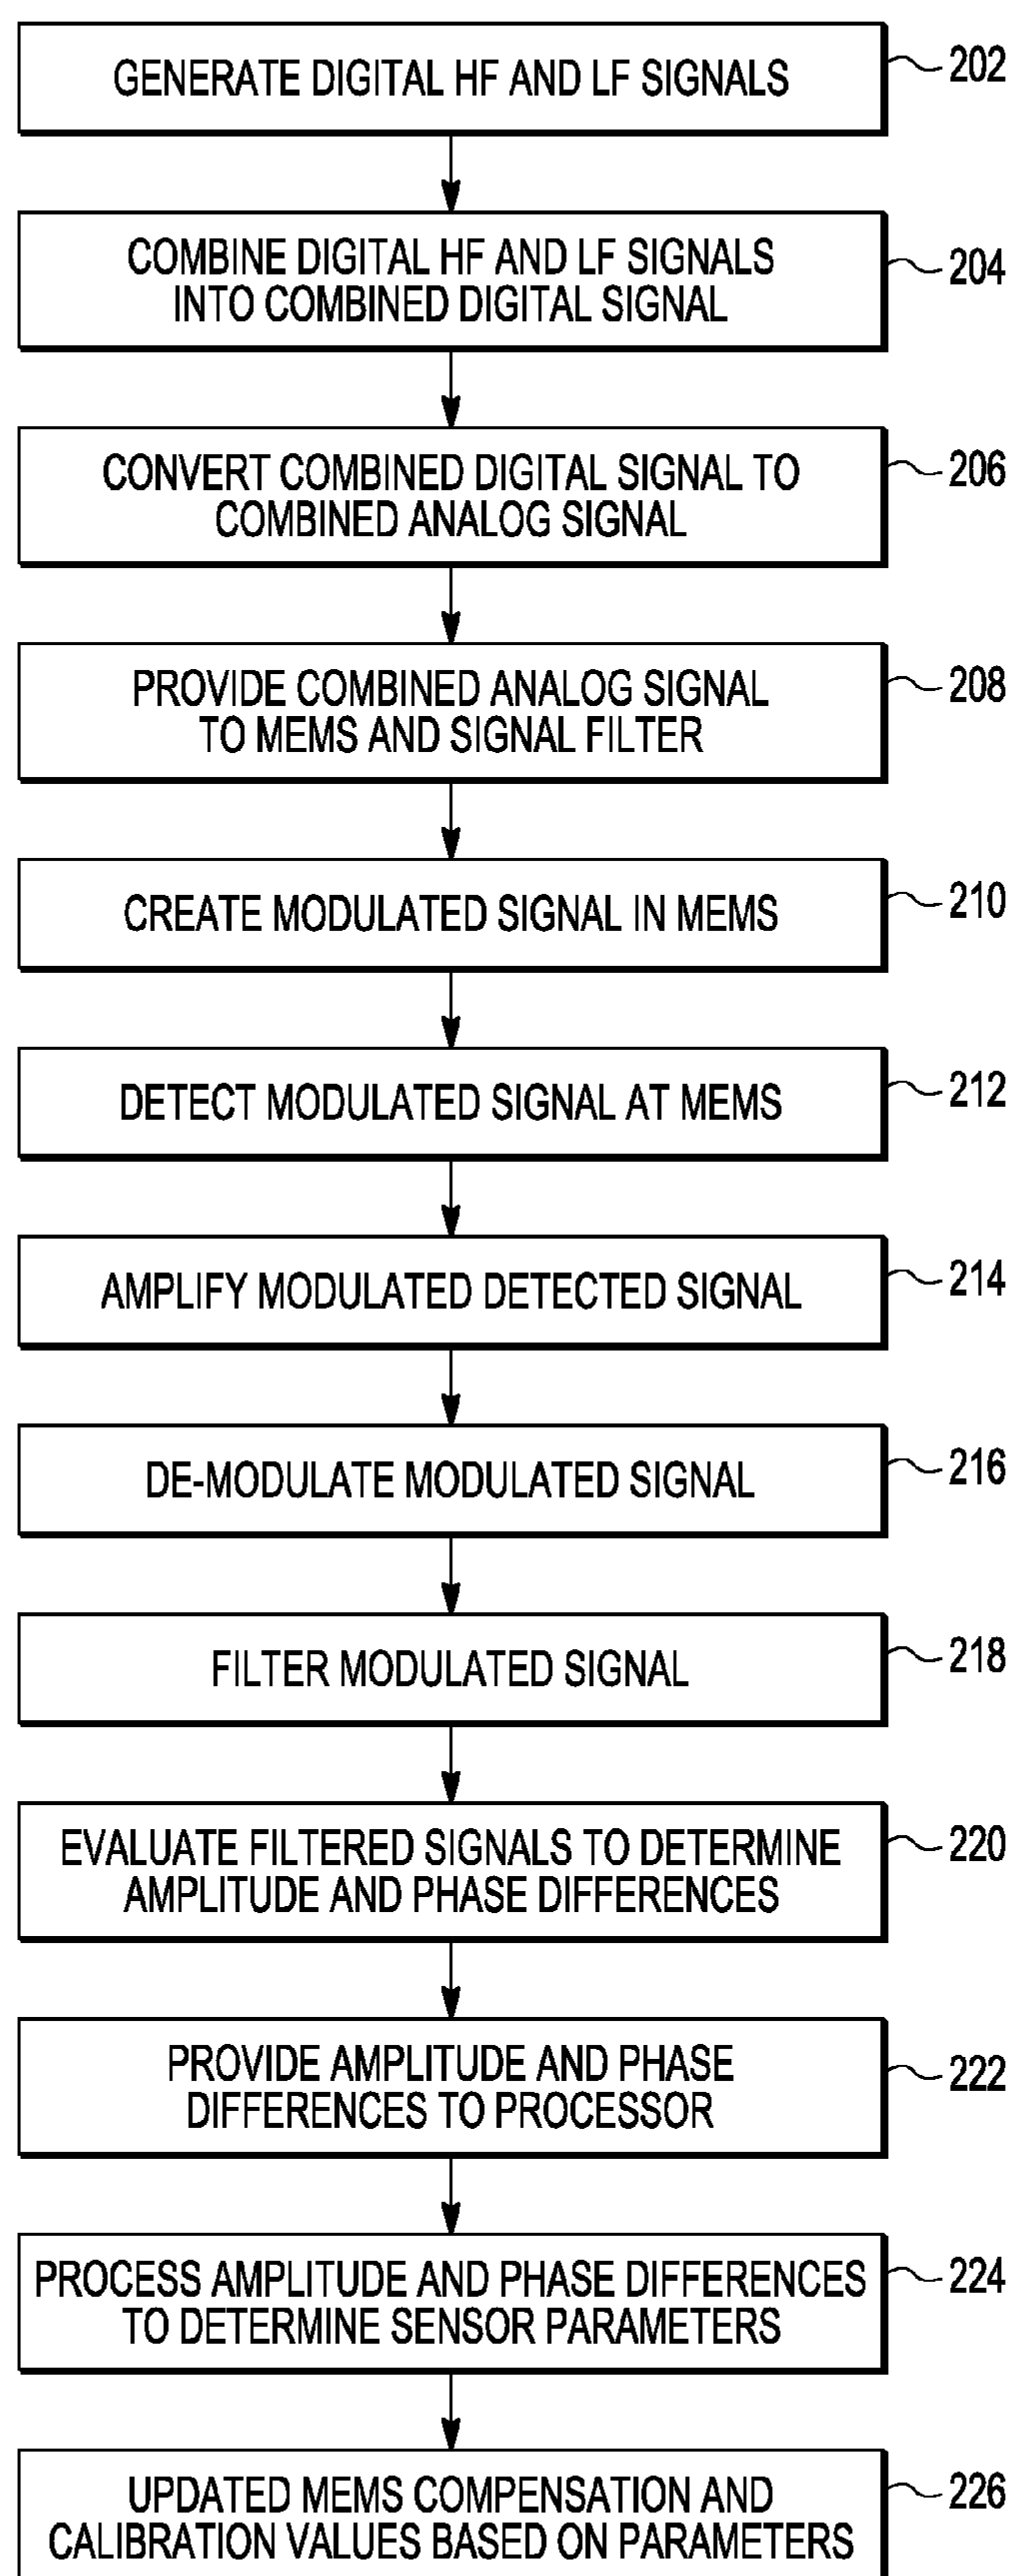 GENERATE DIGITAL HF AND LF SIGNALS
202
COMBINE DIGITAL HF AND LF SIGNALS
INTO COMBINED DIGITAL SIGNAL
204
CONVERT COMBINED DIGITAL SIGNAL TO
COMBINED ANALOG SIGNAL
206
PROVIDE COMBINED ANALOG SIGNAL
TO MEMS AND SIGNAL FILTER
208
CREATE MODULATED SIGNAL IN MEMS
210
DETECT MODULATED SIGNAL AT MEMS
212
AMPLIFY MODULATED DETECTED SIGNAL
214
DE-MODULATE MODULATED SIGNAL
216
FILTER MODULATED SIGNAL
218
EVALUATE FILTERED SIGNALS TO DETERMINE
AMPLITUDE AND PHASE DIFFERENCES
220
PROVIDE AMPLITUDE AND PHASE
DIFFERENCES TO PROCESSOR
222
PROCESS AMPLITUDE AND PHASE DIFFERENCES
TO DETERMINE SENSOR PARAMETERS
224
UPDATED MEMS COMPENSATION AND
CALIBRATION VALUES BASED ON PARAMETERS
226